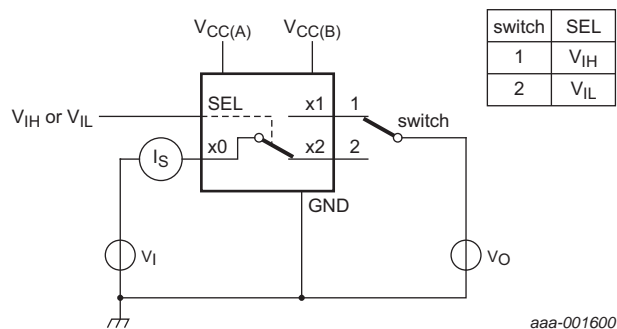 VCC(A) VCC(B)
switch SEL
1 VIH
2 VIL
SEL x1 1
VIH or VIL
switch
x0 x2 2
IS
GND
VI VO
aaa-001600